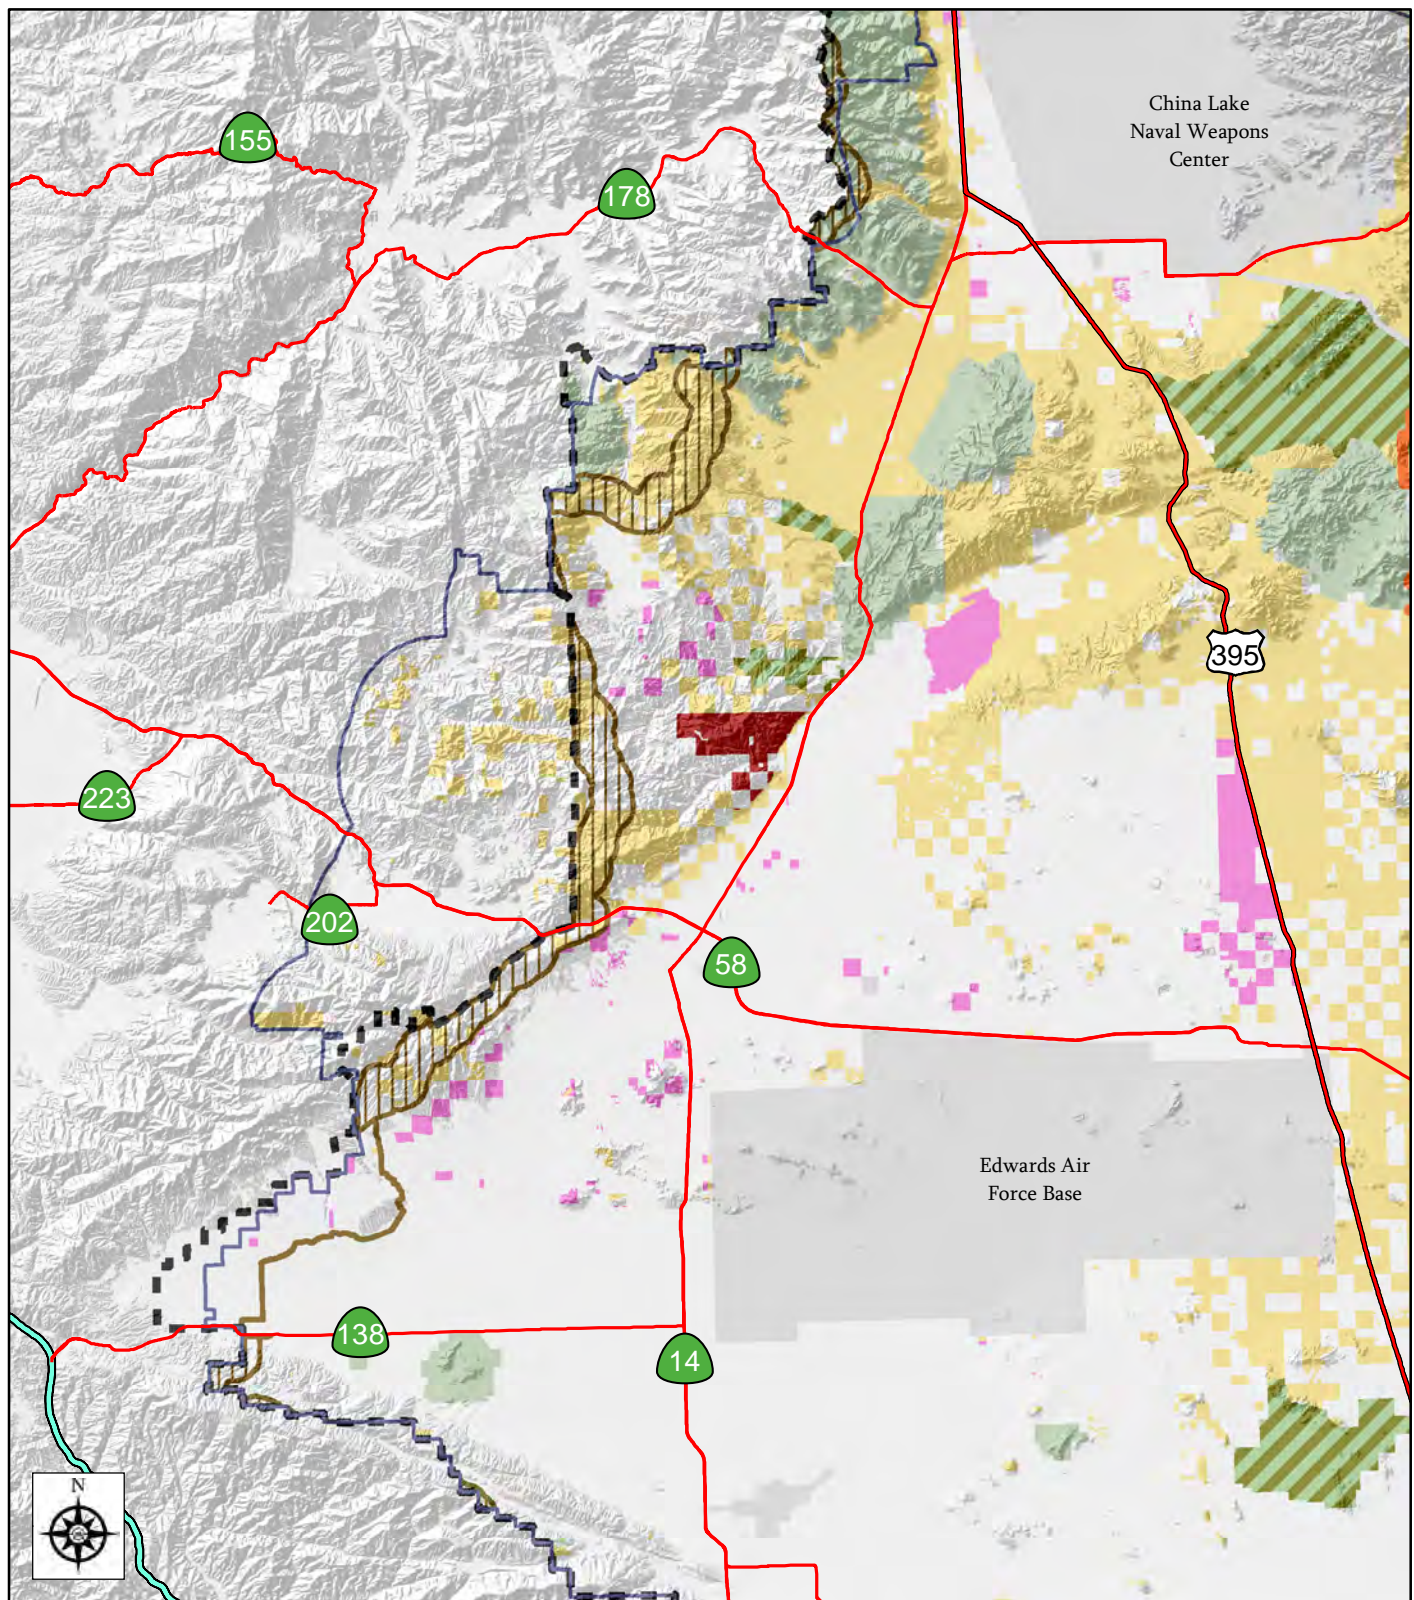 China Lake
Naval Weapons
Center
155
178
395
223
202
58
Edwards Air
Force Base
138
14
N